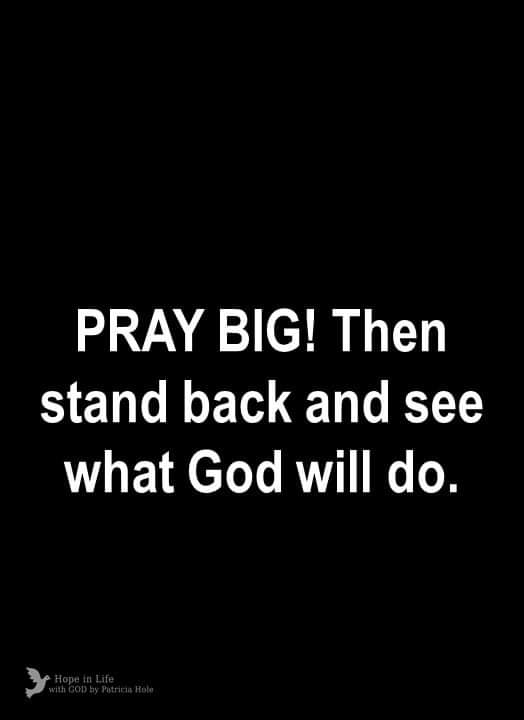 PRAY BIG! Then
stand back and see
what God will do.
Hope in Life
with GOD by Patricia Hole